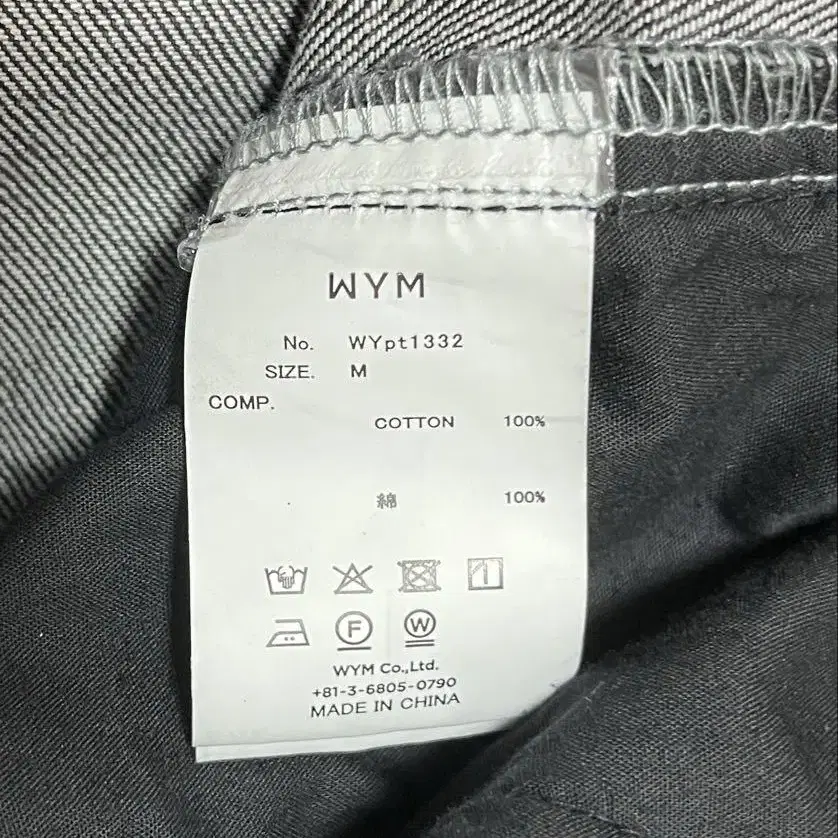 WYM
No. WYpt1332
SIZE. M
COMP.
COTTON 100%
綿 100%
F W
WYM Co.,Ltd.
+81-3-6805-0790
MADE IN CHINA